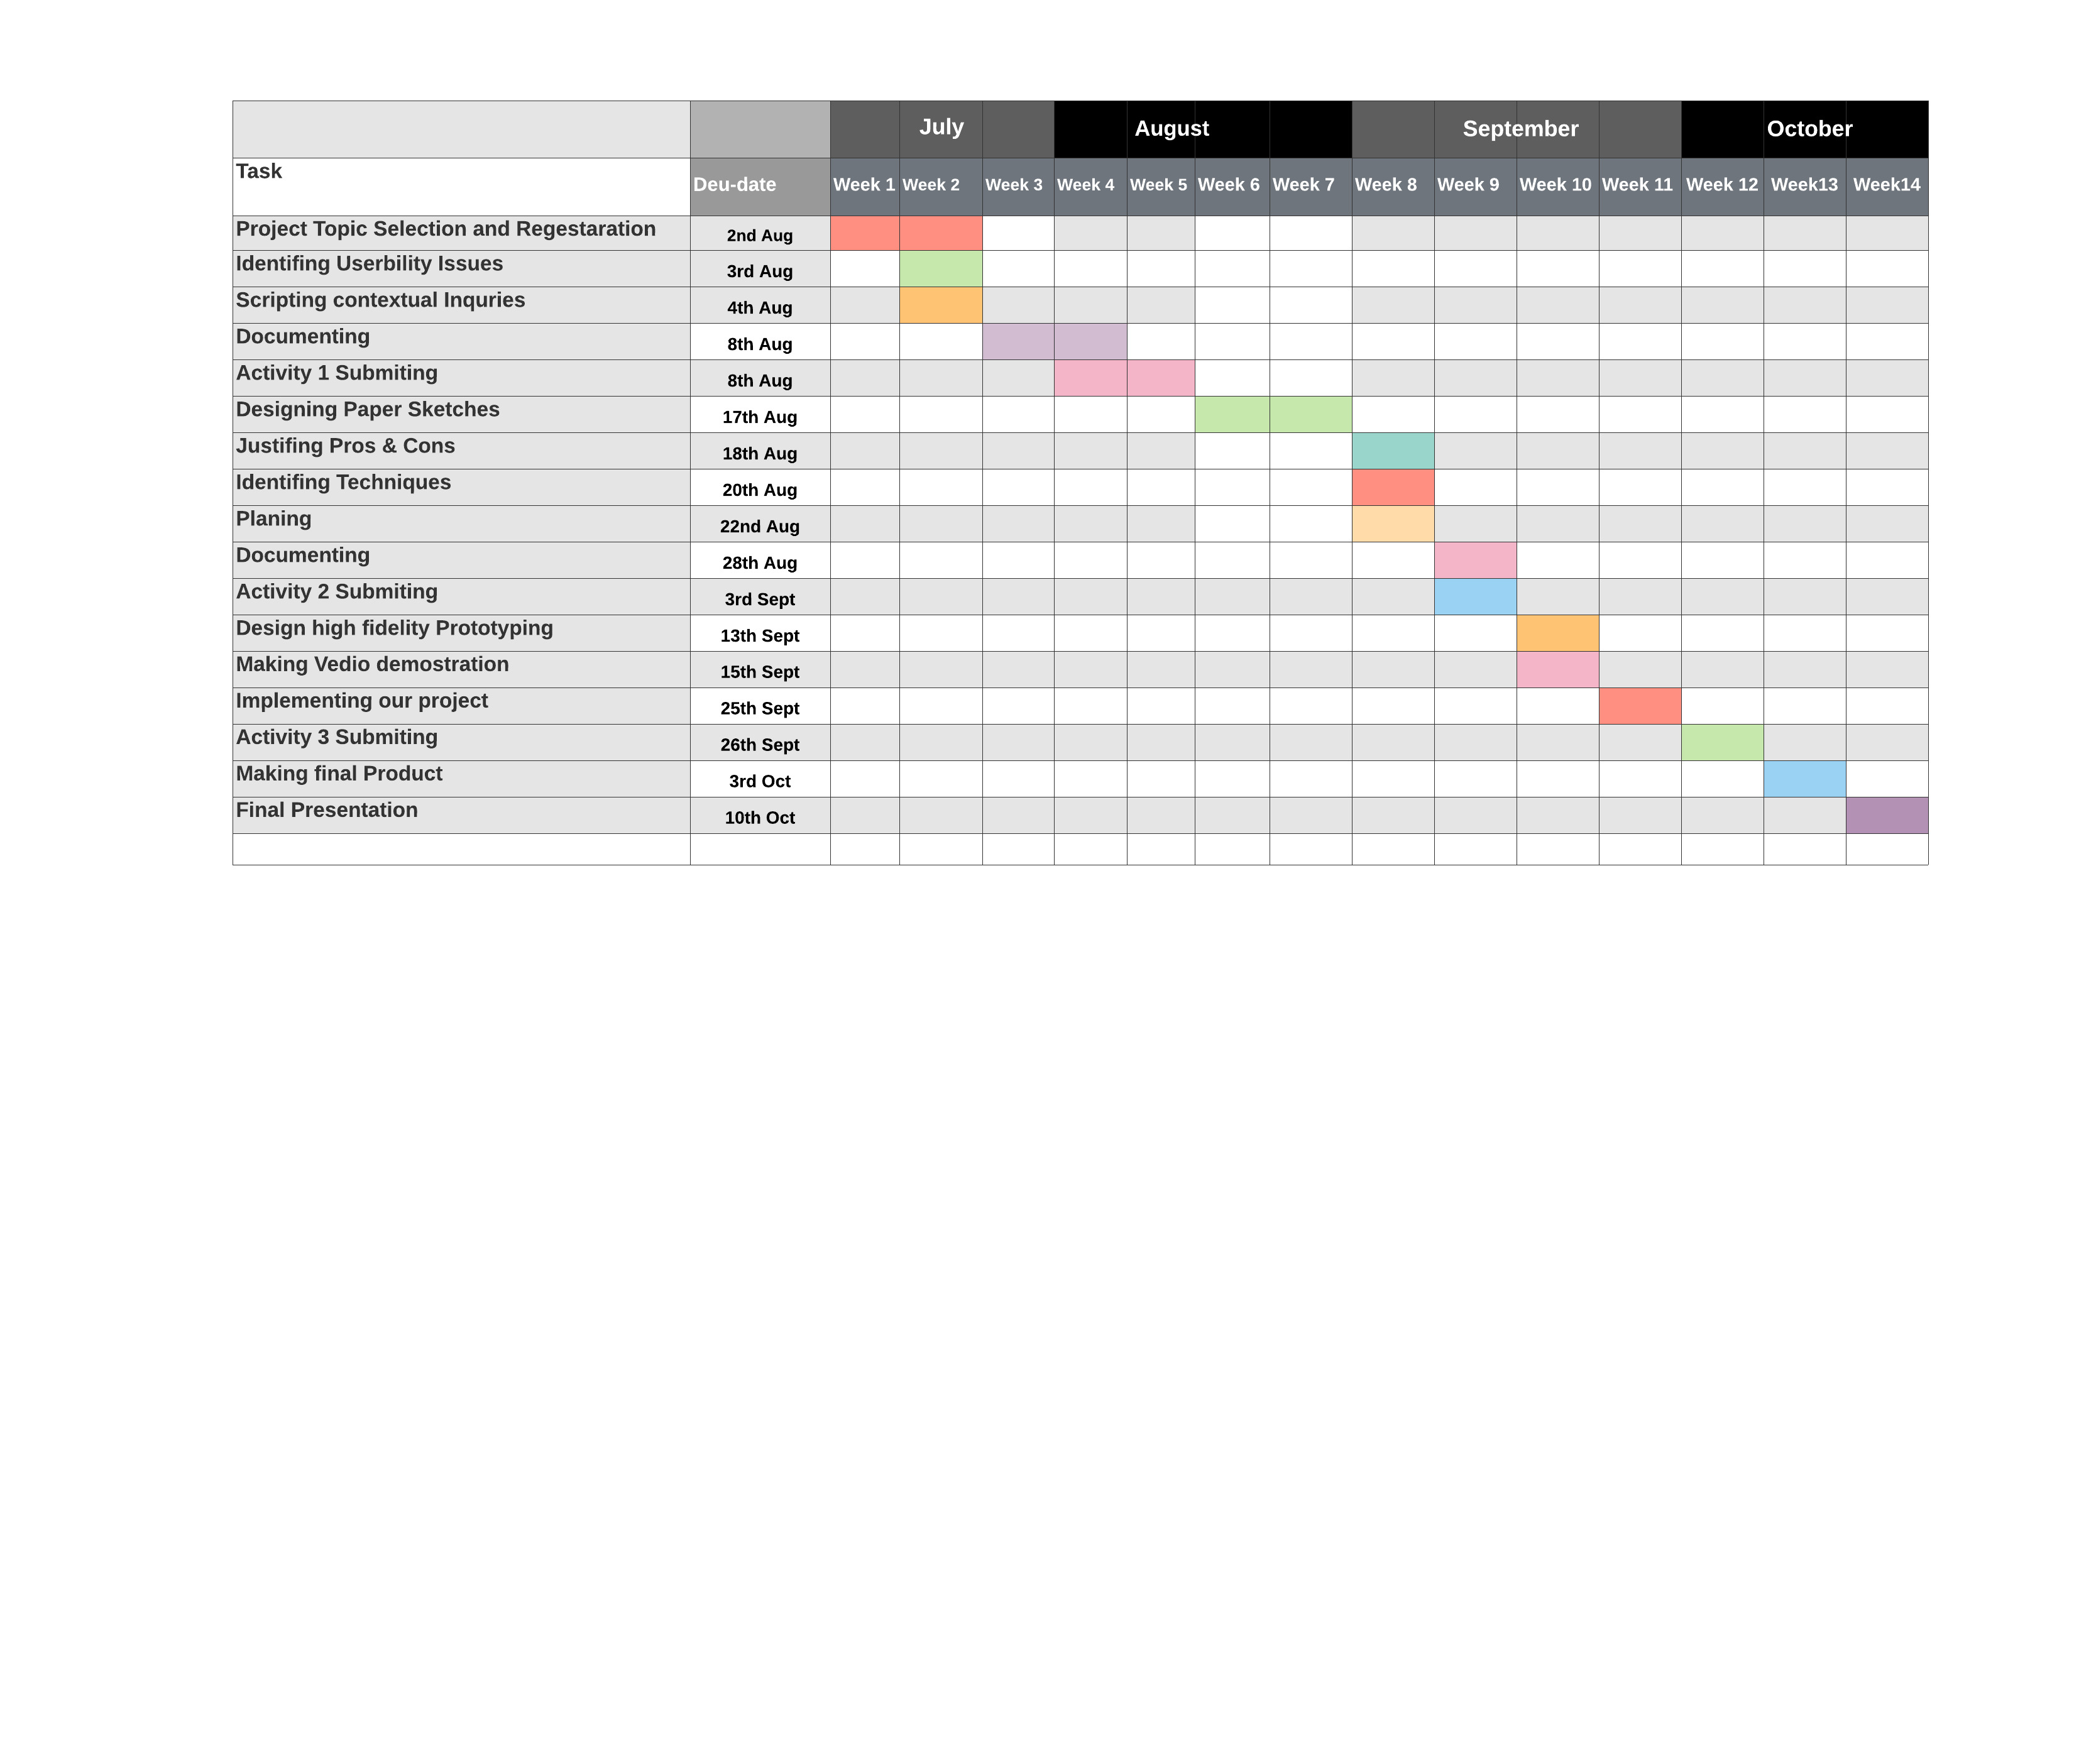 July August September October
Task Deu-date Week 1 Week 2 Week 3 Week 4 Week 5 Week 6 Week 7 Week 8 Week 9 Week 10 Week 11 Week 12 Week13 Week14
Project Topic Selection and Regestaration 2nd Aug
Identifing Userbility Issues 3rd Aug
Scripting contextual Inquries 4th Aug
Documenting 8th Aug
Activity 1 Submiting 8th Aug
Designing Paper Sketches 17th Aug
Justifing Pros & Cons 18th Aug
Identifing Techniques 20th Aug
Planing 22nd Aug
Documenting 28th Aug
Activity 2 Submiting 3rd Sept
Design high fidelity Prototyping 13th Sept
Making Vedio demostration 15th Sept
Implementing our project 25th Sept
Activity 3 Submiting 26th Sept
Making final Product 3rd Oct
Final Presentation 10th Oct